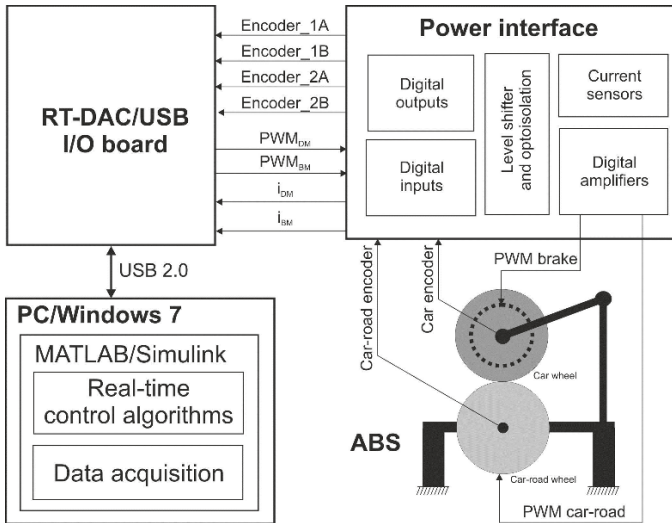 RT-DAC/USB
I/O board
Encoder_1A
Encoder_1B
Encoder_2A
Encoder_2B
PWM_DM
PWM_BM
i_DM
i_BM
Power interface
Digital
outputs
Digital
inputs
Level shifter
and optoisolation
Current
sensors
Digital
amplifiers
USB 2.0
PC/Windows 7
MATLAB/Simulink
Real-time
control algorithms
Data acquisition
Car-road encoder
Car encoder
PWM brake
Car wheel
ABS
Car-road wheel
PWM car-road